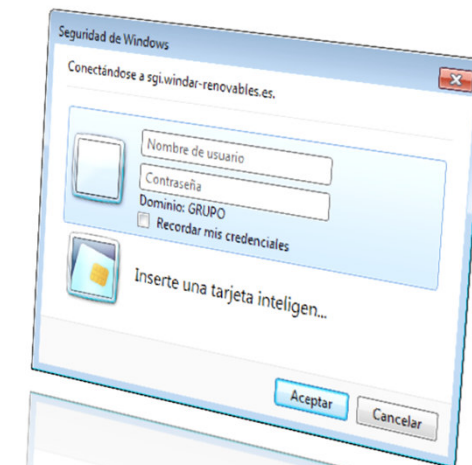 Seguridad de Windows
Conectándose a sgi.windar-renovables.es.
Nombre de usuario
Contraseña
Dominio: GRUPO
Recordar mis credenciales
Inserte una tarjeta inteligen...
Aceptar
Cancelar